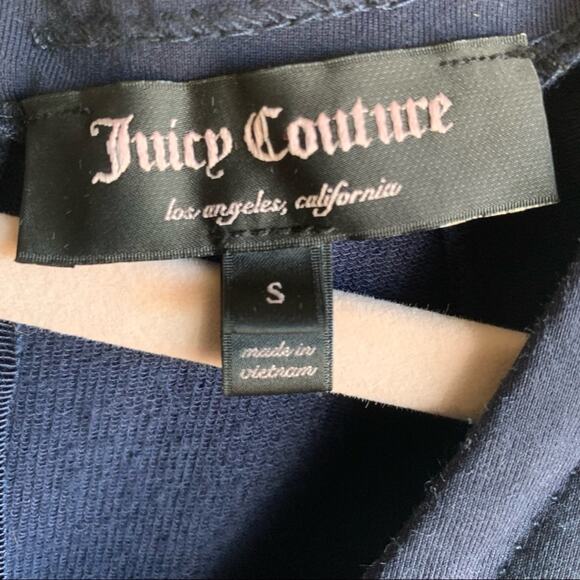 Juicy Couture
los angeles, california
S
made in
vietnam